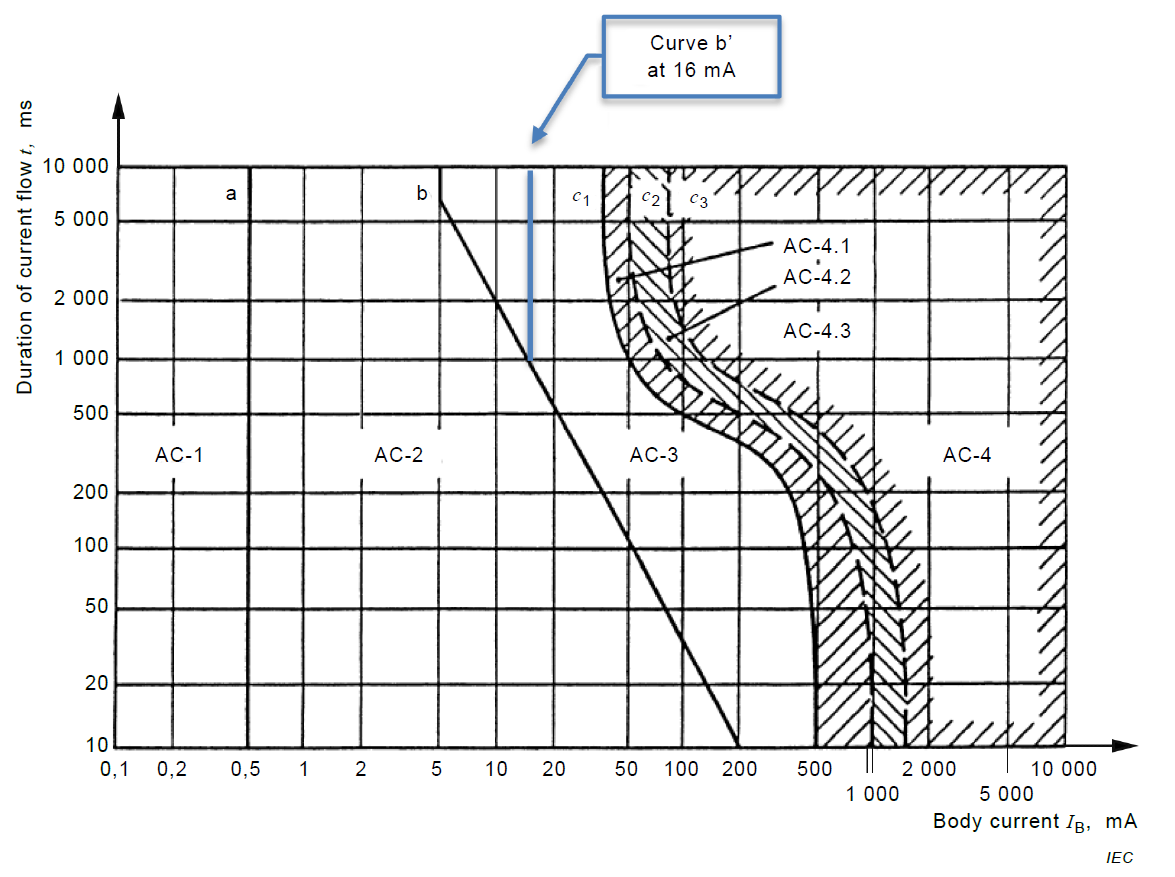 Curve b’
at 16 mA
Duration of current flow t, ms
10 000
5 000
2 000
1 000
500
200
100
50
20
10
a
b
c1
c2
c3
AC-4.1
AC-4.2
AC-4.3
AC-1
AC-2
AC-3
AC-4
0,1 0,2 0,5 1 2 5 10 20 50 100 200 500 2 000 10 000
1 000 5 000
Body current IB, mA
IEC